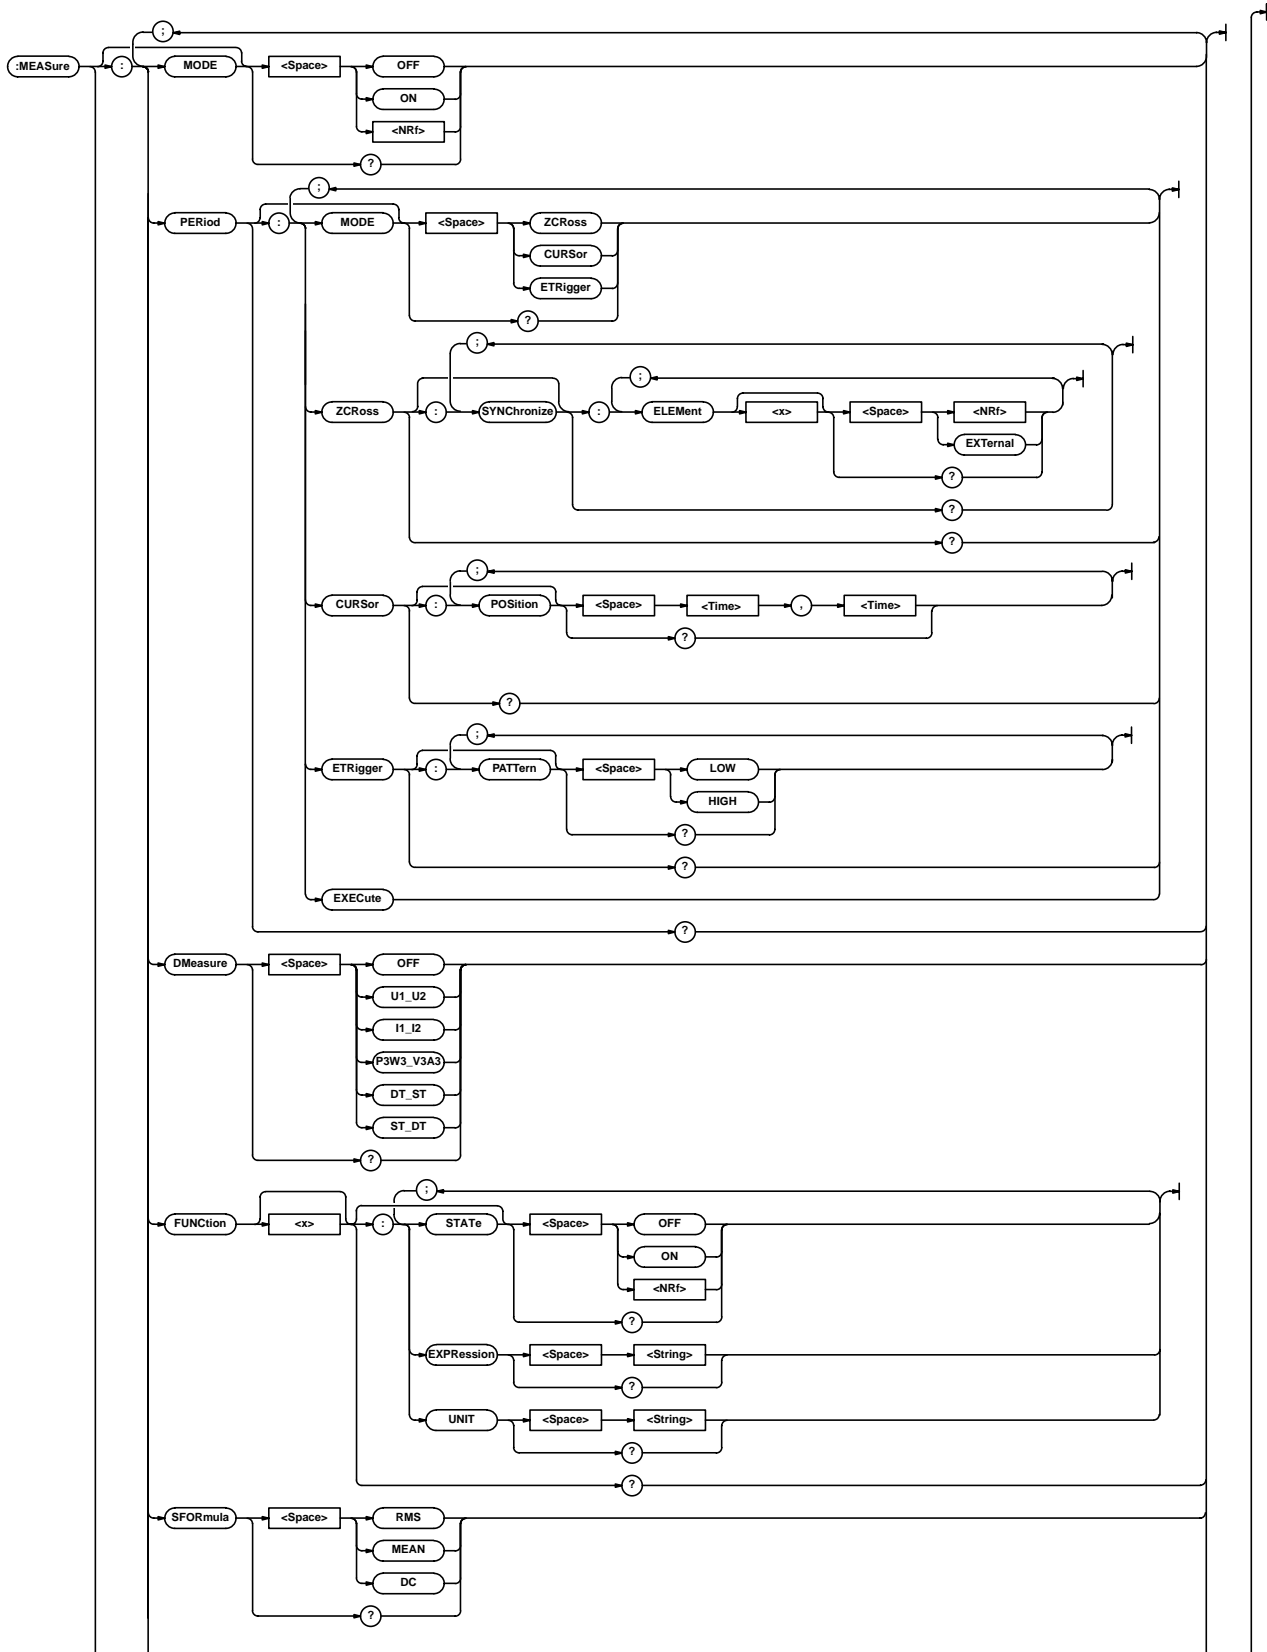 ;
:MEASure : MODE <Space> OFF
ON
<NRf>
?
;
PERiod : MODE <Space> ZCRoss
CURSor
ETRigger
?
;
;
ZCRoss : SYNChronize : ELEMent <x> <Space> <NRf>
EXTernal
?
?
?
;
CURSor : POSition <Space> <Time> , <Time>
?
?
;
ETRigger : PATTern <Space> LOW
HIGH
?
?
EXECute
?
DMeasure <Space> OFF
U1_U2
I1_I2
P3W3_V3A3
DT_ST
ST_DT
?
;
FUNCtion <x> : STATe <Space> OFF
ON
<NRf>
?
EXPRession <Space> <String>
?
UNIT <Space> <String>
?
?
SFORmula <Space> RMS
MEAN
DC
?